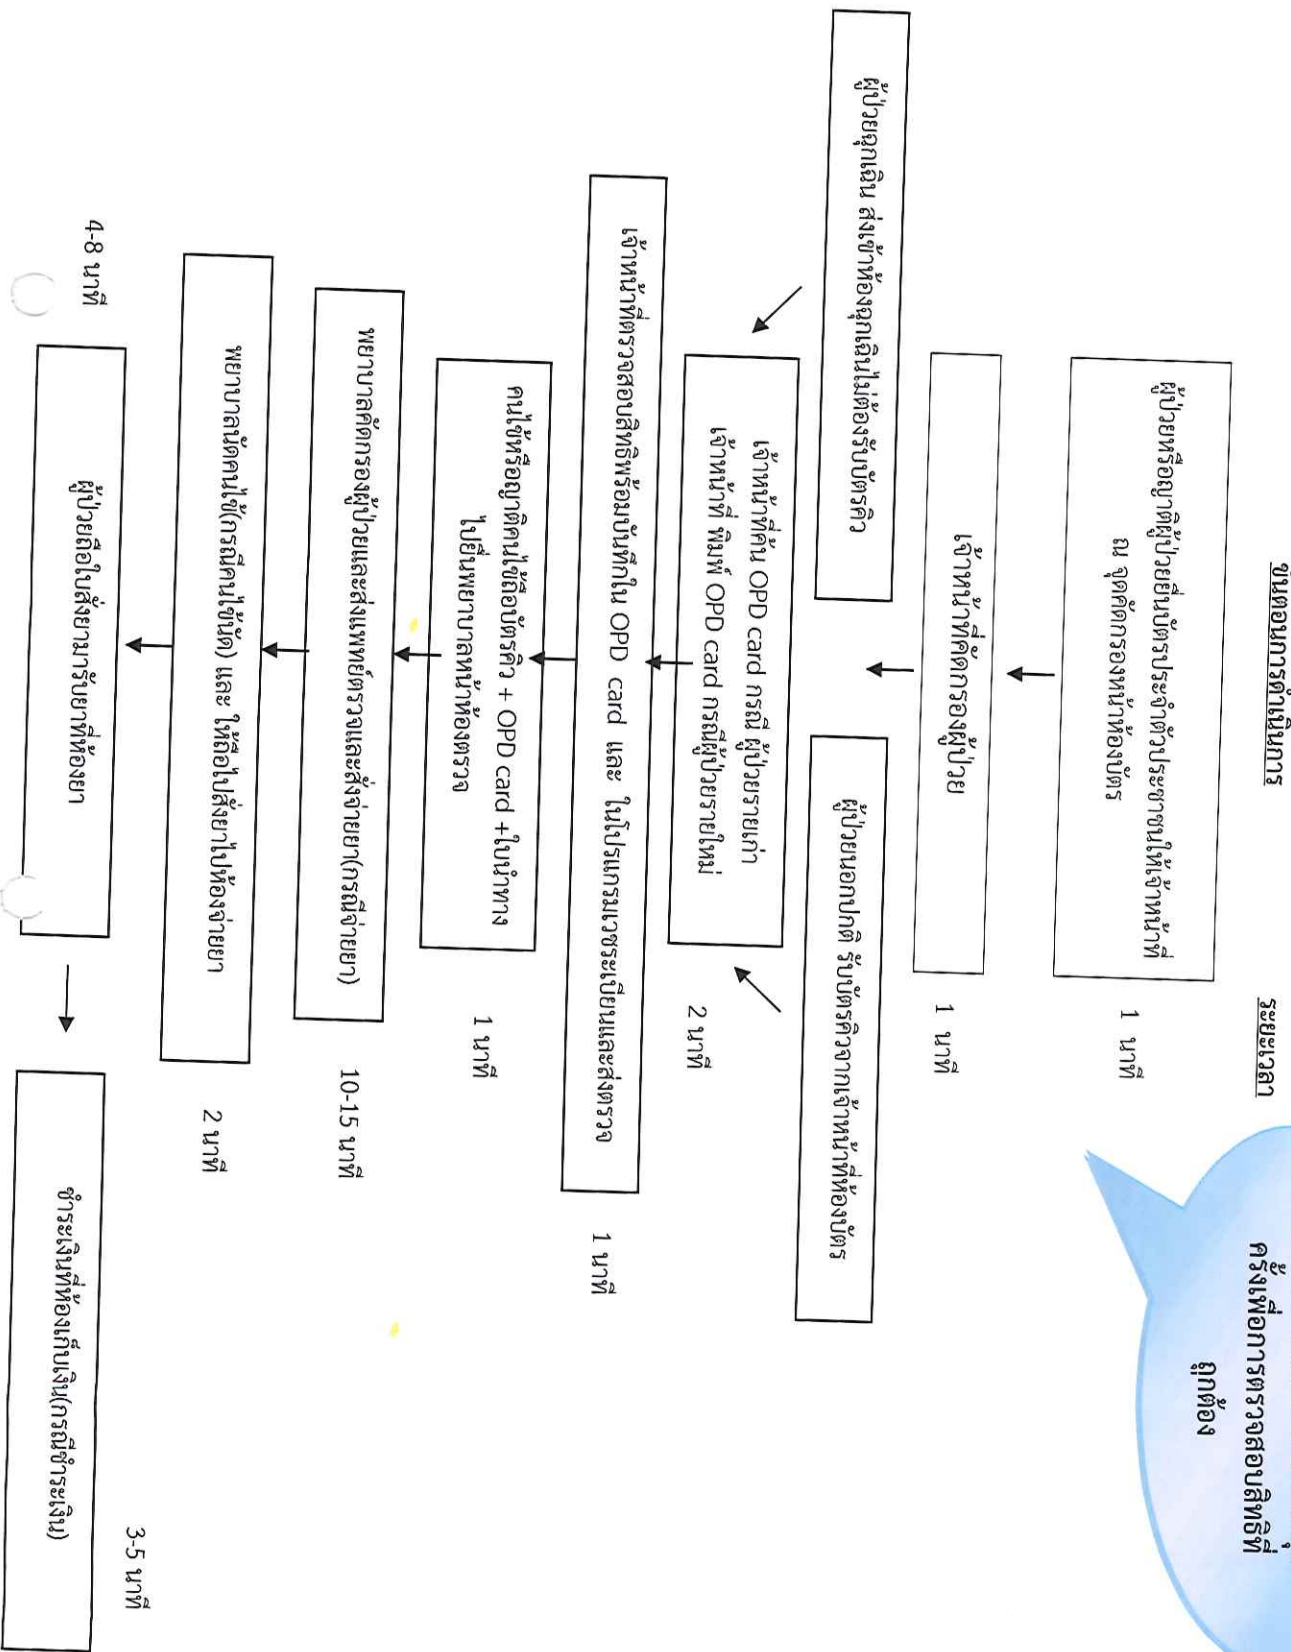 ขั้นตอนการดำเนินการ
ระยะเวลา
ครั้งเพื่อการตรวจสอบสิทธิที่
ถูกต้อง
ผู้ป่วยหรือญาติผู้ป่วยยื่นบัตรประจำตัวประชาชนให้เจ้าหน้าที่
ณ จุดคัดกรองหน้าห้องบัตร
1 นาที
เจ้าหน้าที่คัดกรองผู้ป่วย
1 นาที
ผู้ป่วยฉุกเฉิน ส่งเข้าห้องฉุกเฉินไม่ต้องรับบัตรคิว
ผู้ป่วยนอกปกติ รับบัตรคิวจากเจ้าหน้าที่ห้องบัตร
เจ้าหน้าที่ค้น OPD card กรณี ผู้ป่วยรายเก่า
เจ้าหน้าที่ พิมพ์ OPD card กรณีผู้ป่วยรายใหม่
2 นาที
เจ้าหน้าที่ตรวจสอบสิทธิพร้อมบันทึกใน OPD card และ ในโปรแกรมเวชระเบียนและส่งตรวจ
1 นาที
คนไข้หรือญาติคนไข้ถือบัตรคิว + OPD card +ใบนำทาง
ไปยื่นพยาบาลหน้าห้องตรวจ
1 นาที
พยาบาลคัดกรองผู้ป่วยและส่งแพทย์ตรวจและสั่งจ่ายยา(กรณีจ่ายยา)
10-15 นาที
พยาบาลนัดคนไข้(กรณีคนไข้นัด) และ ให้ถือใบสั่งยาไปห้องจ่ายยา
2 นาที
4-8 นาที
ผู้ป่วยถือใบสั่งยามารับยาที่ห้องยา
ชำระเงินที่ห้องเก็บเงิน(กรณีชำระเงิน)
3-5 นาที